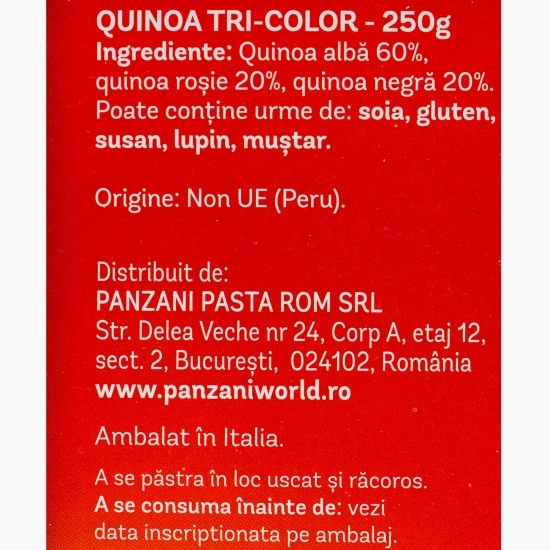 QUINOA TRI-COLOR - 250g
Ingrediente: Quinoa albă 60%,
quinoa roșie 20%, quinoa negră 20%.
Poate conține urme de: soia, gluten,
susan, lupin, muștar.
Origine: Non UE (Peru).
Distribuit de:
PANZANI PASTA ROM SRL
Str. Delea Veche nr 24, Corp A, etaj 12,
sect. 2, București, 024102, România
www.panzaniworld.ro
Ambalat în Italia.
A se păstra în loc uscat și răcoros.
A se consuma înainte de: vezi
data inscriptionata pe ambalaj.